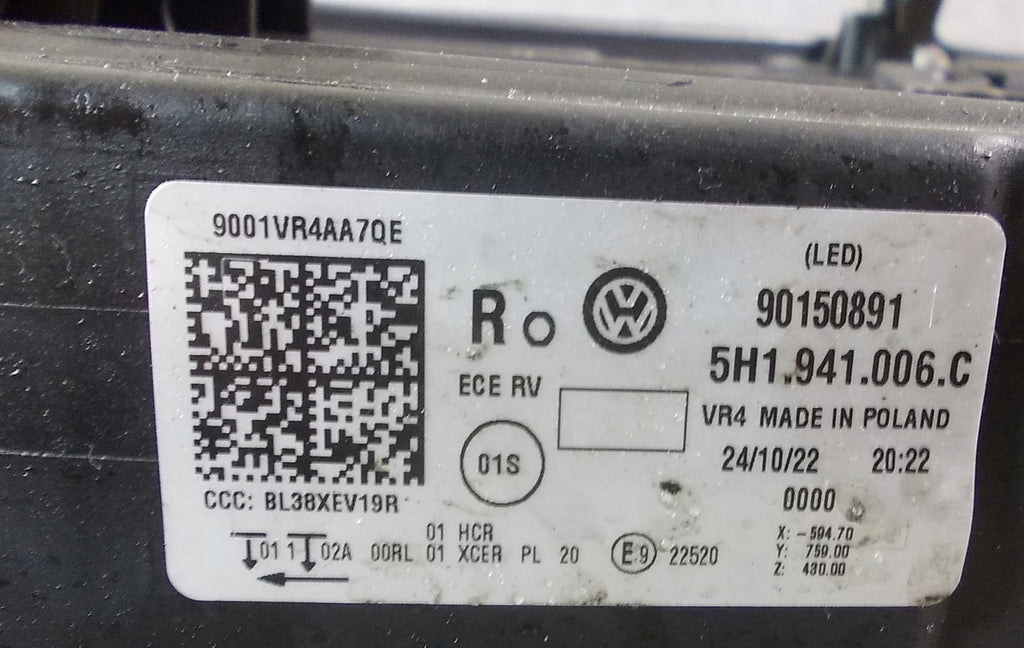 9001VR4AA7QE
R
ECE RV
01S
CCC: BL38XEV19R
(LED)
90150891
5H1.941.006.C
VR4 MADE IN POLAND
24/10/22 20:22
0000
X: -594.70
Y: 759.00
Z: 430.00
01 HCR
01 1 02A 00RL 01 XCER PL 20 E9 22520